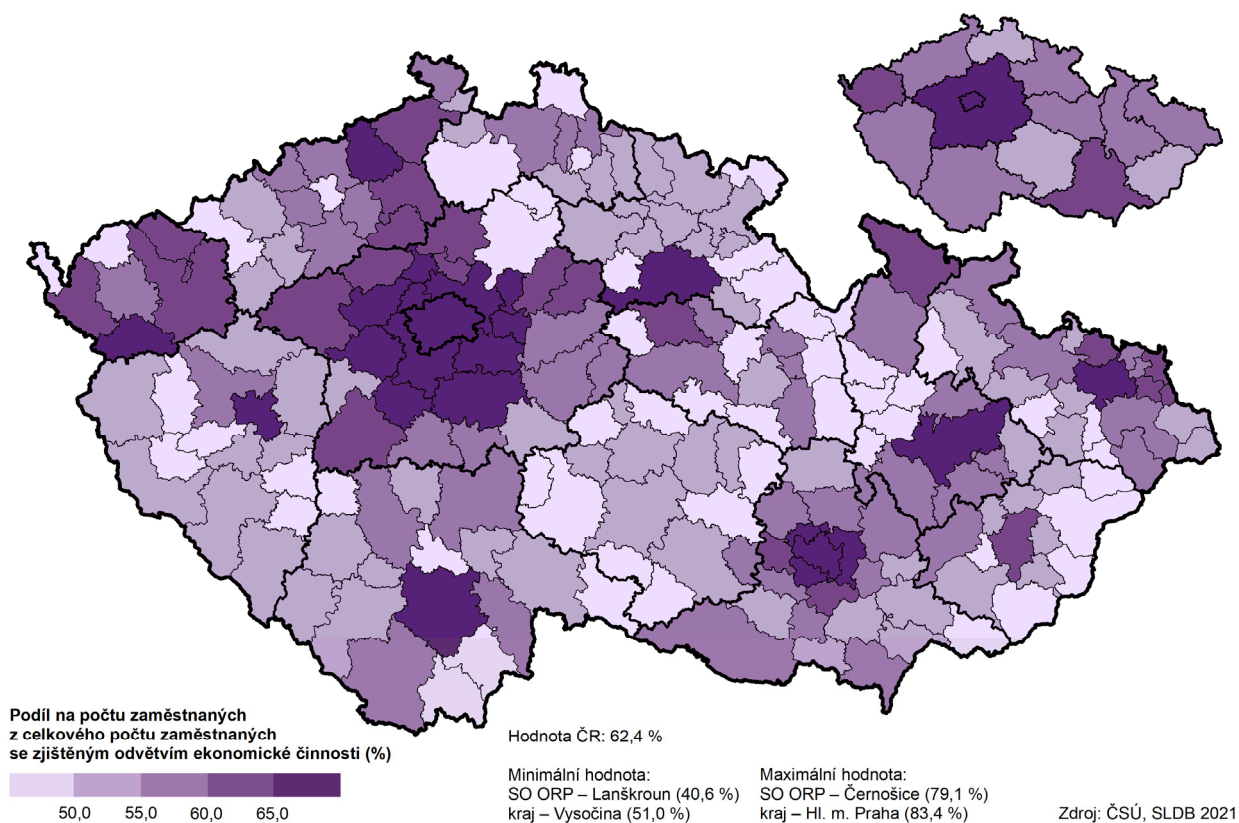 Podíl na počtu zaměstnaných
z celkového počtu zaměstnaných
se zjištěným odvětvím ekonomické činnosti (%)
50,0 55,0 60,0 65,0
Hodnota ČR: 62,4 %
Minimální hodnota:
SO ORP – Lanškroun (40,6 %)
kraj – Vysočina (51,0 %)
Maximální hodnota:
SO ORP – Černošice (79,1 %)
kraj – Hl. m. Praha (83,4 %)
Zdroj: ČSÚ, SLDB 2021